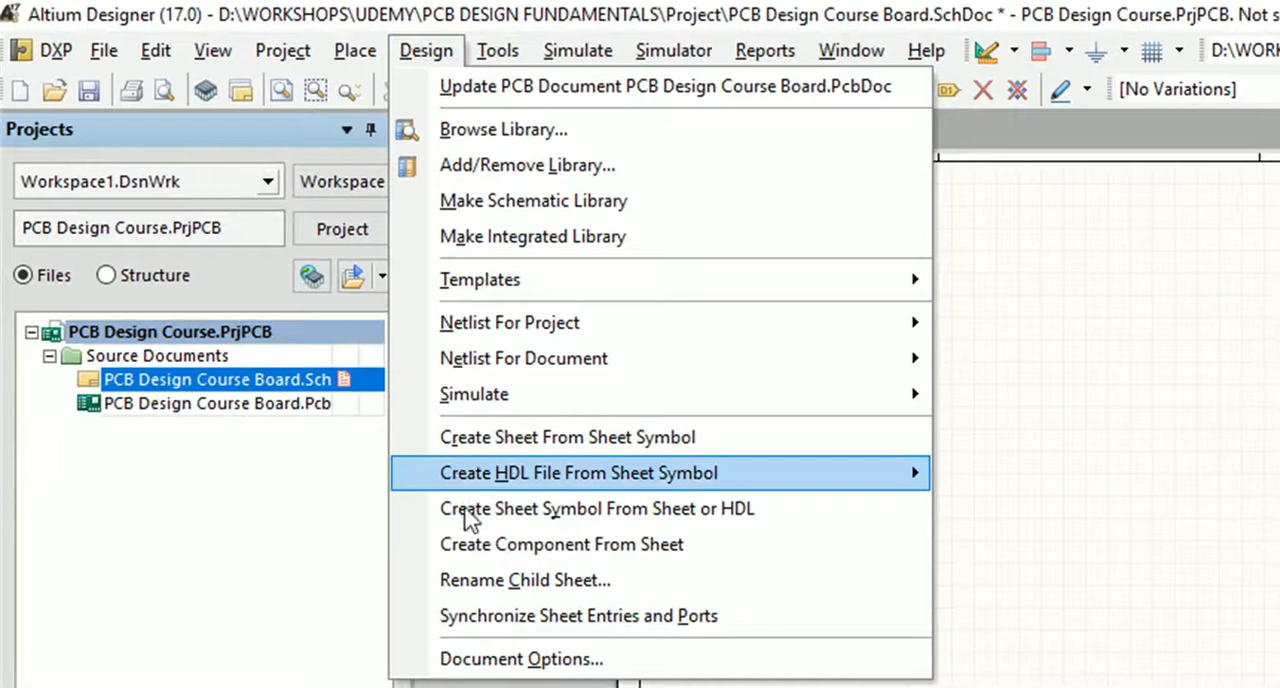 Altium Designer (17.0) - D:\WORKSHOPS\UDEMY\PCB DESIGN FUNDAMENTALS\Project\PCB Design Course Board.SchDoc * - PCB Design Course.PrjPCB. Not s
DXP File Edit View Project Place Design Tools Simulate Simulator Reports Window Help D:\WORK
[No Variations]
Projects
Workspace1.DsnWrk Workspace
PCB Design Course.PrjPCB Project
Files Structure
PCB Design Course.PrjPCB
Source Documents
PCB Design Course Board.Sch
PCB Design Course Board.Pcb
Update PCB Document PCB Design Course Board.PcbDoc
Browse Library...
Add/Remove Library...
Make Schematic Library
Make Integrated Library
Templates
Netlist For Project
Netlist For Document
Simulate
Create Sheet From Sheet Symbol
Create HDL File From Sheet Symbol
Create Sheet Symbol From Sheet or HDL
Create Component From Sheet
Rename Child Sheet...
Synchronize Sheet Entries and Ports
Document Options...